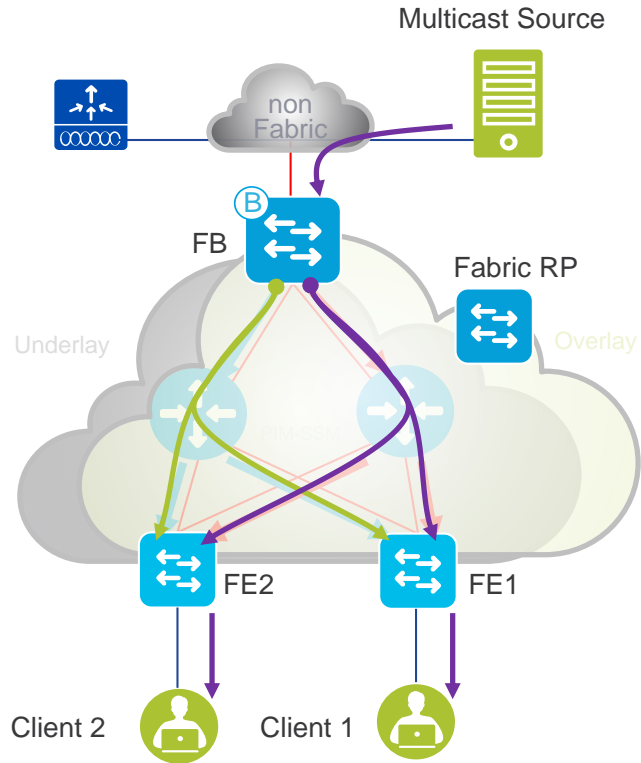 Multicast Source
non
Fabric
B
FB
Fabric RP
Underlay
Overlay
PIM-SSM
FE2
FE1
Client 2
Client 1